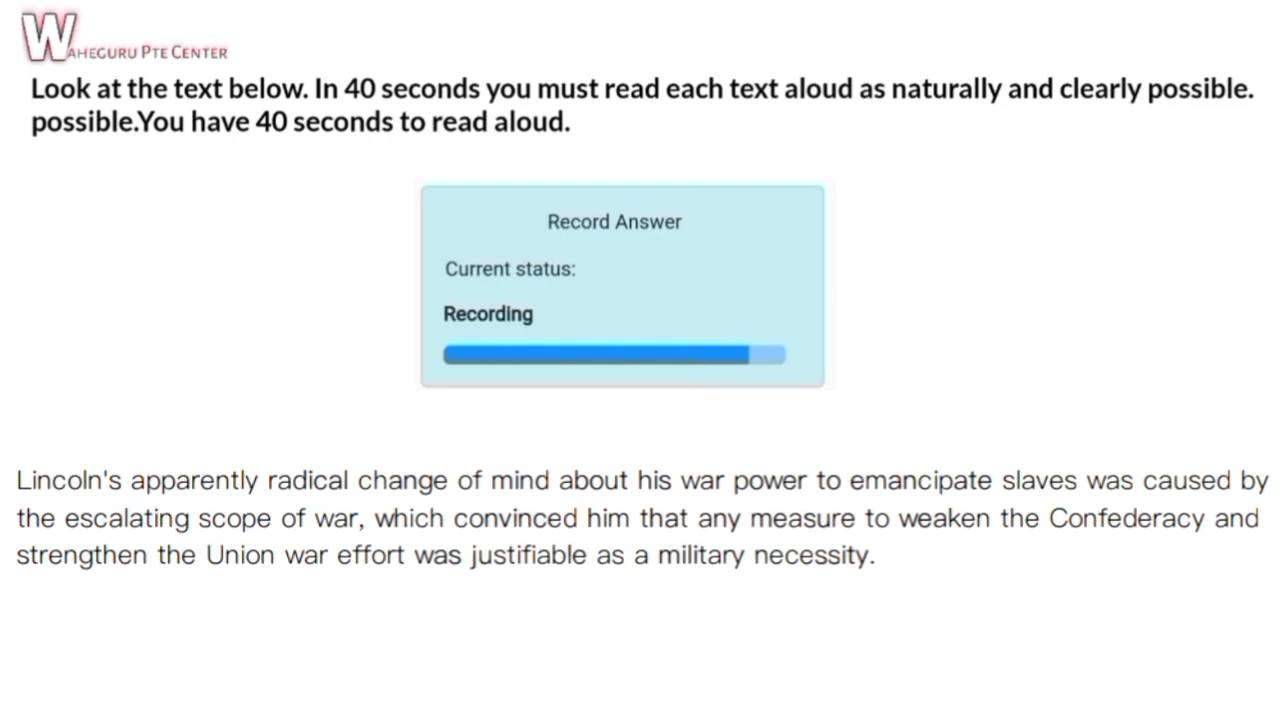 WAHEGURU PTE CENTER
Look at the text below. In 40 seconds you must read each text aloud as naturally and clearly possible.
possible.You have 40 seconds to read aloud.
Record Answer
Current status:
Recording
Lincoln's apparently radical change of mind about his war power to emancipate slaves was caused by
the escalating scope of war, which convinced him that any measure to weaken the Confederacy and
strengthen the Union war effort was justifiable as a military necessity.